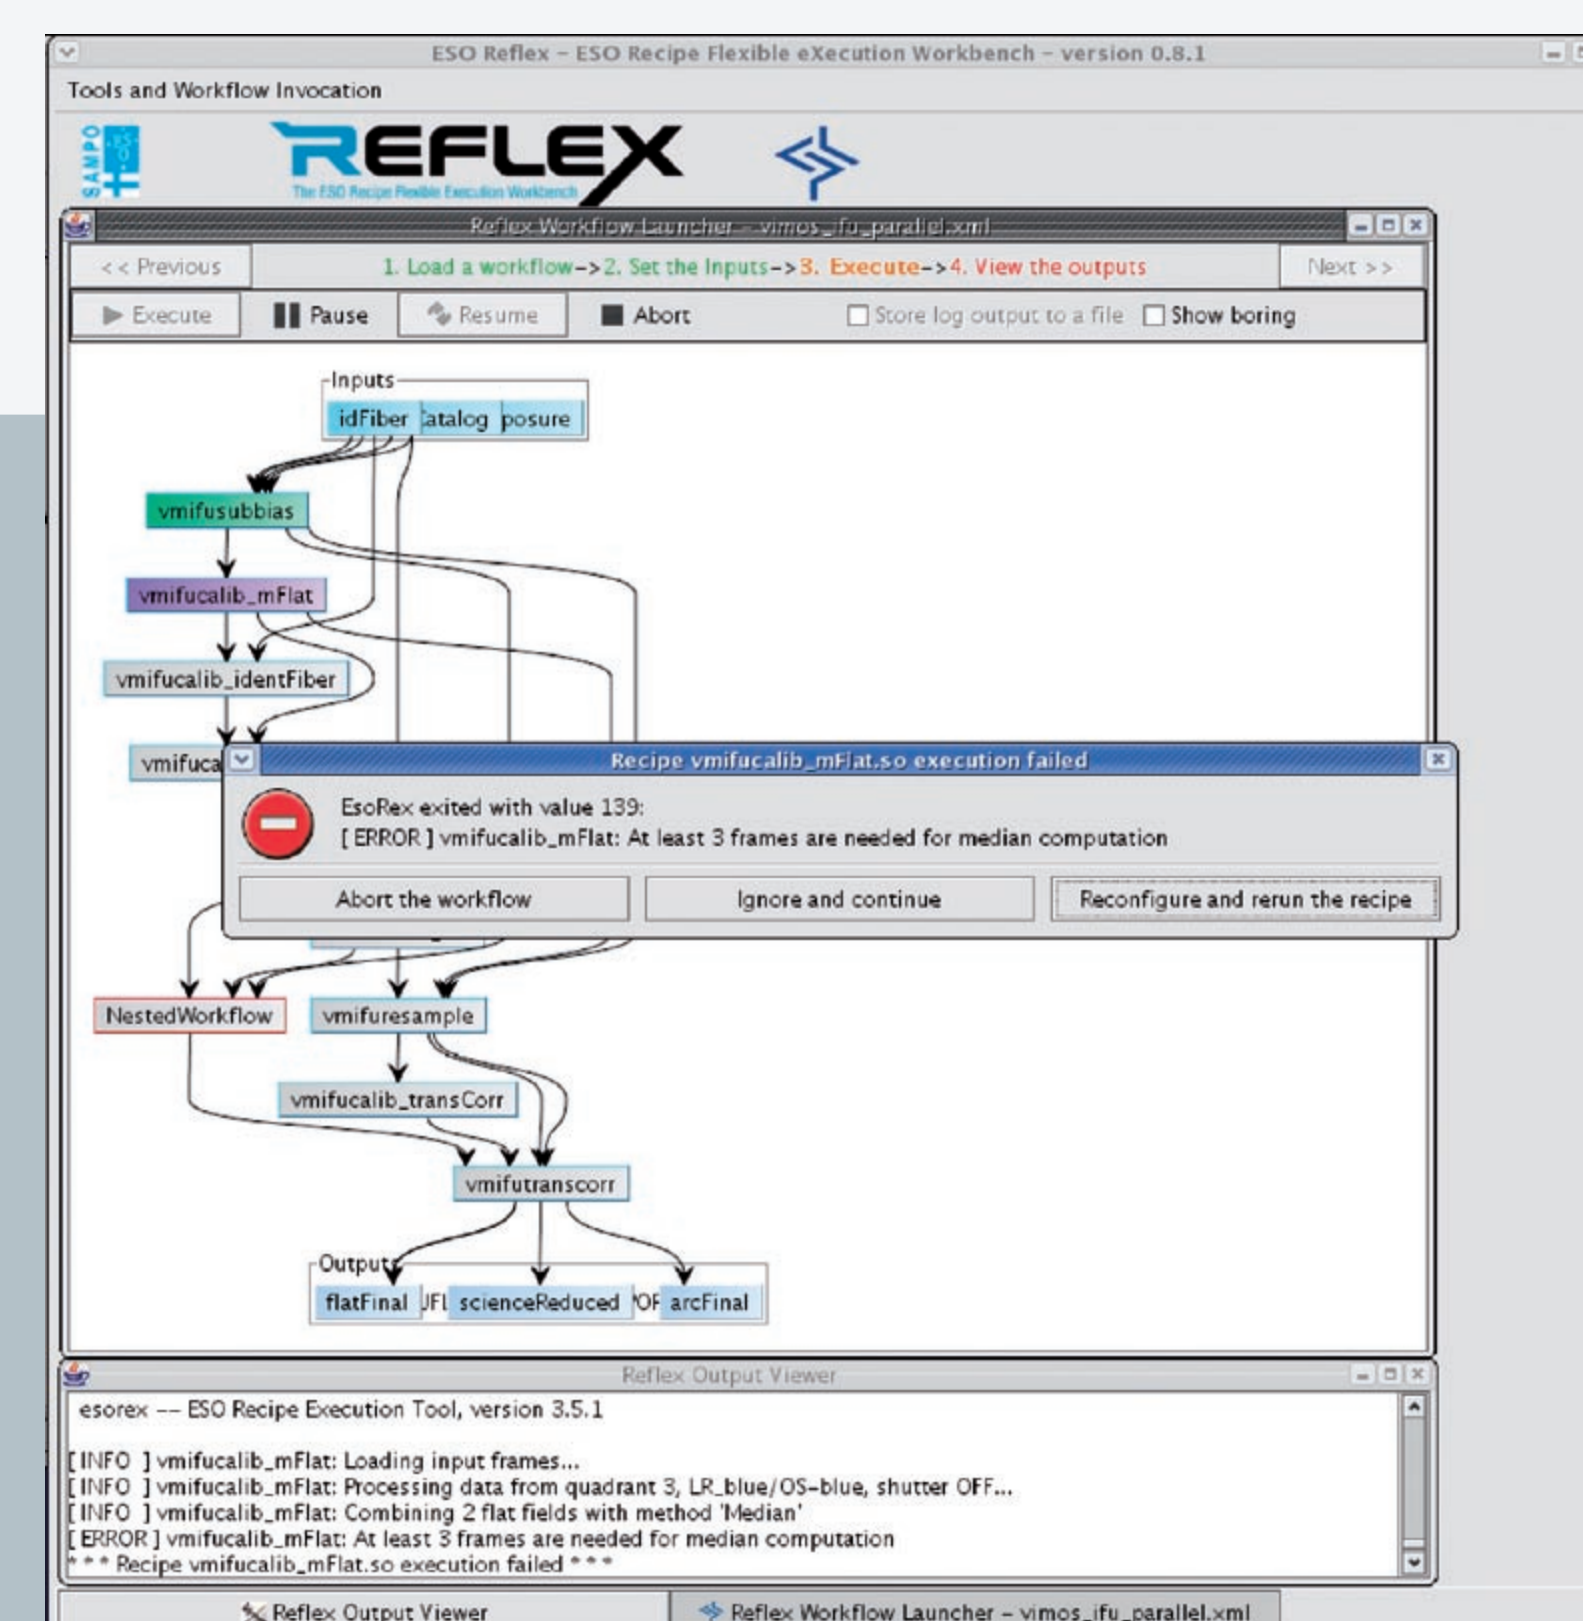 ESO Reflex – ESO Recipe Flexible eXecution Workbench – version 0.8.1
Tools and Workflow Invocation
SAMPO
REFLEX
The ESO Recipe Flexible Execution Workbench
Reflex Workflow Launcher – vimos_ifu_parallel.xml
<< Previous 1. Load a workflow–>2. Set the Inputs–>3. Execute–>4. View the outputs Next >>
Execute Pause Resume Abort Store log output to a file Show boring
Inputs
idFiber atalog posure
vmifusubbias
vmifucalib_mFlat
vmifucalib_identFiber
vmifuca
Recipe vmifucalib_mFlat.so execution failed
EsoRex exited with value 139:
[ ERROR ] vmifucalib_mFlat: At least 3 frames are needed for median computation
Abort the workflow Ignore and continue Reconfigure and rerun the recipe
NestedWorkflow vmifuresample
vmifucalib_transCorr
vmifutranscorr
Outputs
flatFinal JFL scienceReduced OF arcFinal
Reflex Output Viewer
esorex –– ESO Recipe Execution Tool, version 3.5.1
[ INFO ] vmifucalib_mFlat: Loading input frames...
[ INFO ] vmifucalib_mFlat: Processing data from quadrant 3, LR_blue/OS–blue, shutter OFF...
[ INFO ] vmifucalib_mFlat: Combining 2 flat fields with method 'Median'
[ ERROR ] vmifucalib_mFlat: At least 3 frames are needed for median computation
* * * Recipe vmifucalib_mFlat.so execution failed * * *
Reflex Output Viewer Reflex Workflow Launcher – vimos_ifu_parallel.xml